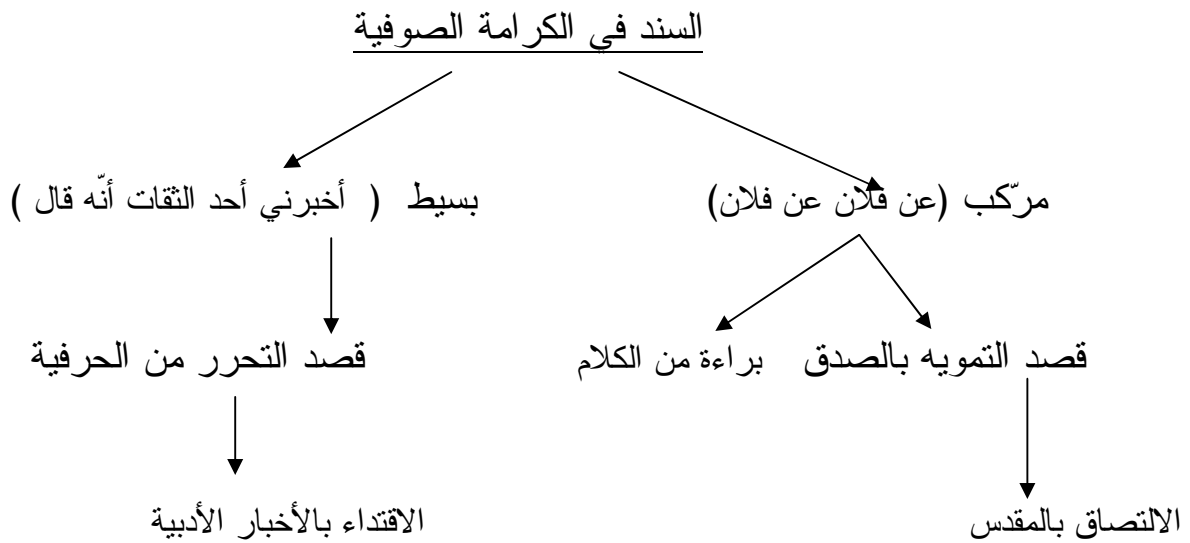 السند في الكرامة الصوفية
مركّب (عن فلان عن فلان) بسيط ( أخبرني أحد الثقات أنّه قال )
قصد التمويه بالصدق براءة من الكلام قصد التحرر من الحرفية
الالتصاق بالمقدس الاقتداء بالأخبار الأدبية